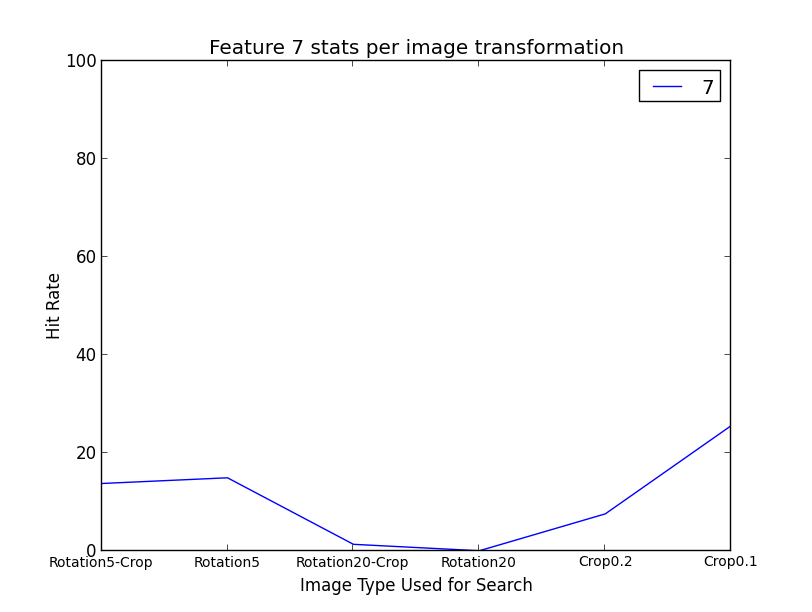 Feature 7 stats per image transformation
7
100
80
60
40
20
0
Hit Rate
Rotation5-Crop Rotation5 Rotation20-Crop Rotation20 Crop0.2 Crop0.1
Image Type Used for Search